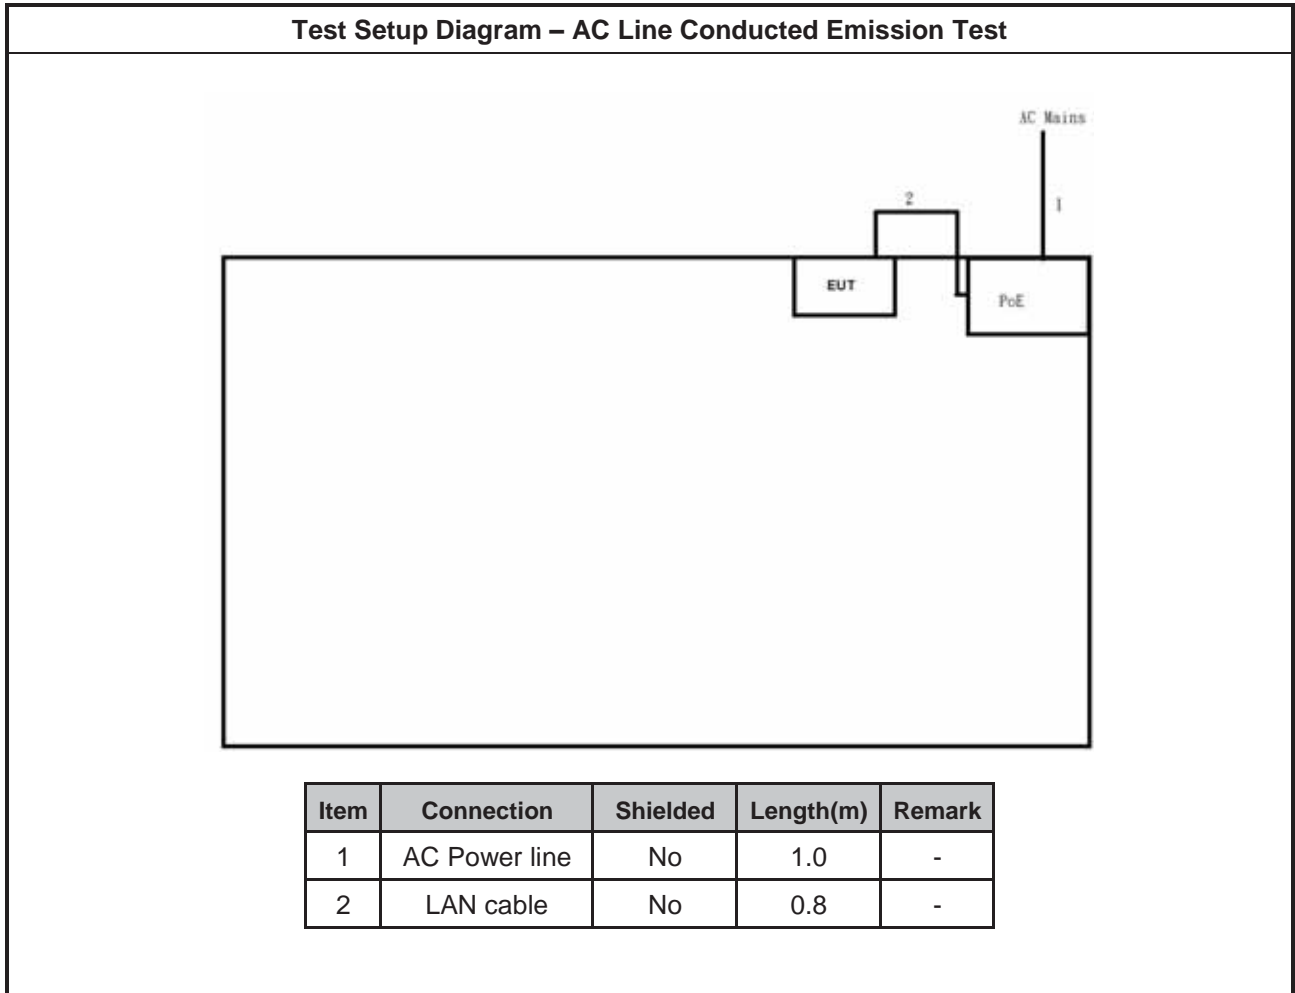 Test Setup Diagram – AC Line Conducted Emission Test
AC Mains
2
1
EUT
PoE
Item Connection Shielded Length(m) Remark
1 AC Power line No 1.0 -
2 LAN cable No 0.8 -